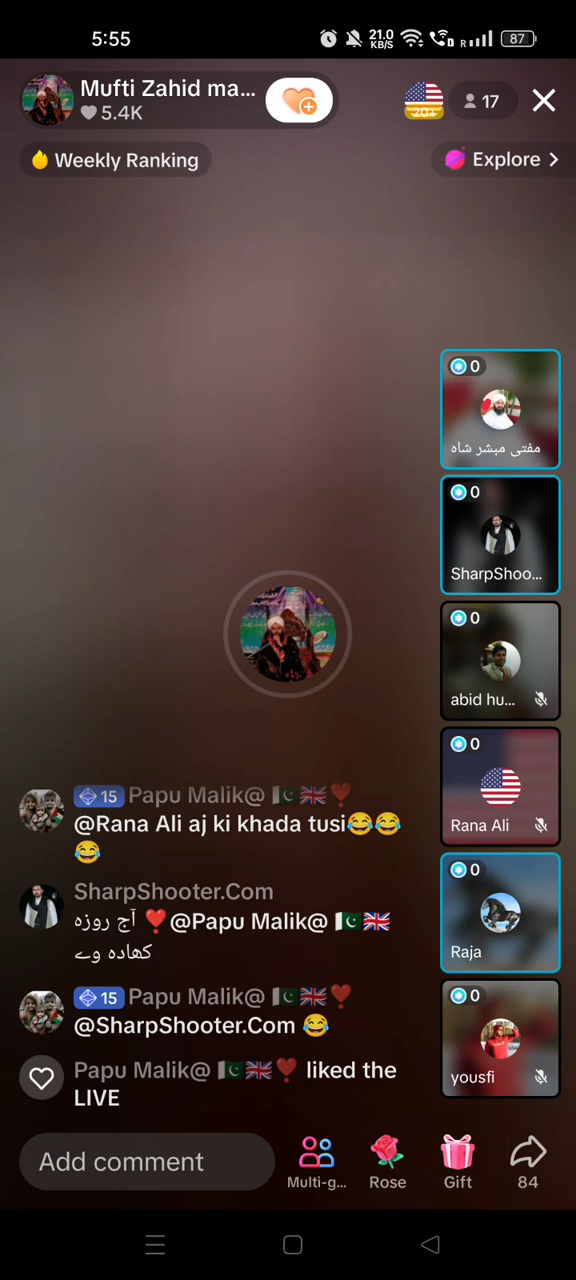 5:55
21.0
KB/S
R
87
Mufti Zahid ma...
5.4K
17
Weekly Ranking
Explore >
0
مفتی مبشر شاہ
0
SharpShoo...
0
abid hu...
0
Rana Ali
0
Raja
0
yousfi
15 Papu Malik@ 🇵🇰🇬🇧❣️
@Rana Ali aj ki khada tusi😂😂
😂
SharpShooter.Com
@Papu Malik@ 🇵🇰🇬🇧❣️ آج روزہ
کھادہ وے
15 Papu Malik@ 🇵🇰🇬🇧❣️
@SharpShooter.Com 😂
Papu Malik@ 🇵🇰🇬🇧❣️ liked the
LIVE
Add comment
Multi-g...
Rose
Gift
84